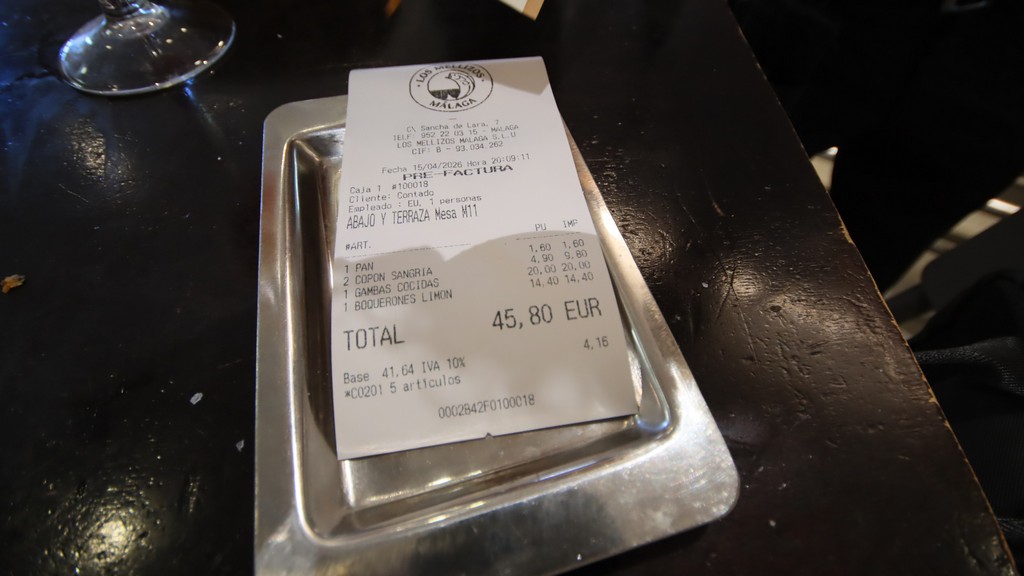 LOS MELLIZOS
MÁLAGA
C\ Sancha de Lara, 7
TELF: 952 22 03 15 - MALAGA
LOS MELLIZOS MALAGA S.L.U
CIF: B - 93.034.262
Fecha 15/04/2026 Hora 20:09:11
PRE-FACTURA
Caja 1 #100018
Cliente: Contado
Empleado : EU, 1 personas
ABAJO Y TERRAZA Mesa M11
#ART. PU IMP
1 PAN 1,60 1,60
2 COPON SANGRIA 4,90 9,80
1 GAMBAS COCIDAS 20,00 20,00
1 BOQUERONES LIMON 14,40 14,40
TOTAL 45,80 EUR
Base 41,64 IVA 10% 4,16
*C0201 5 artículos
0002B42F0100018